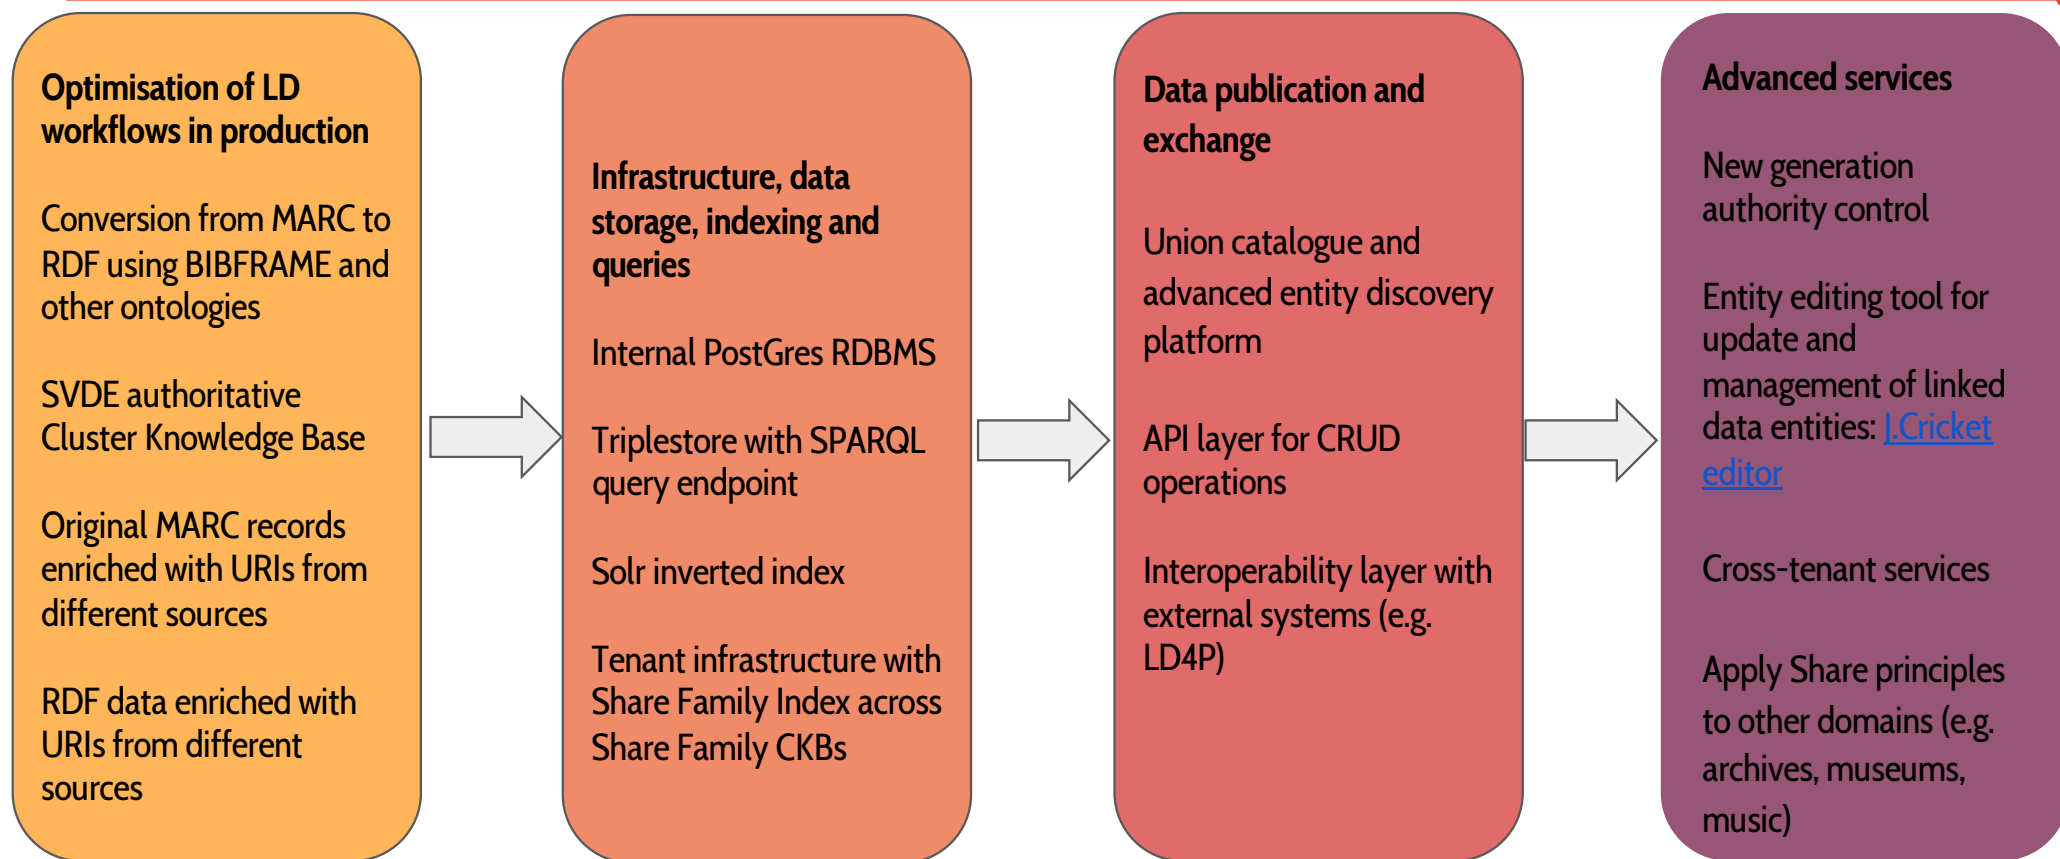 Optimisation of LD
workflows in production
Conversion from MARC to
RDF using BIBFRAME and
other ontologies
SVDE authoritative
Cluster Knowledge Base
Original MARC records
enriched with URIs from
different sources
RDF data enriched with
URIs from different
sources
Infrastructure, data
storage, indexing and
queries
Internal PostGres RDBMS
Triplestore with SPARQL
query endpoint
Solr inverted index
Tenant infrastructure with
Share Family Index across
Share Family CKBs
Data publication and
exchange
Union catalogue and
advanced entity discovery
platform
API layer for CRUD
operations
Interoperability layer with
external systems (e.g.
LD4P)
Advanced services
New generation
authority control
Entity editing tool for
update and
management of linked
data entities: J.Cricket
editor
Cross-tenant services
Apply Share principles
to other domains (e.g.
archives, museums,
music)